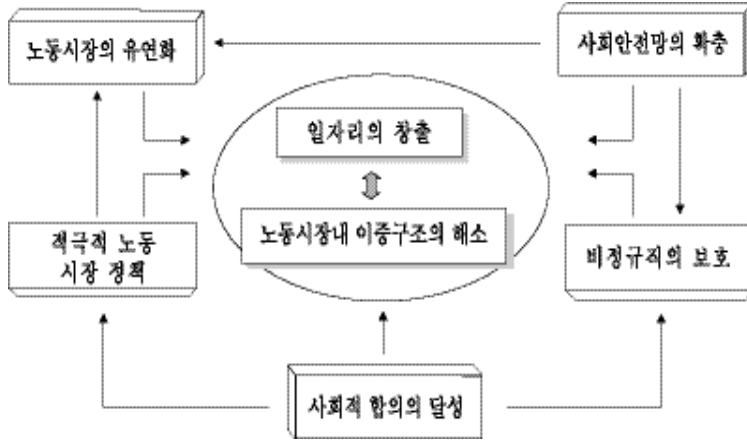 노동시장의 유연화
사회안전망의 확충
일자리의 창출
노동시장내 이중구조의 해소
적극적 노동
시장 정책
비정규직의 보호
사회적 합의의 달성